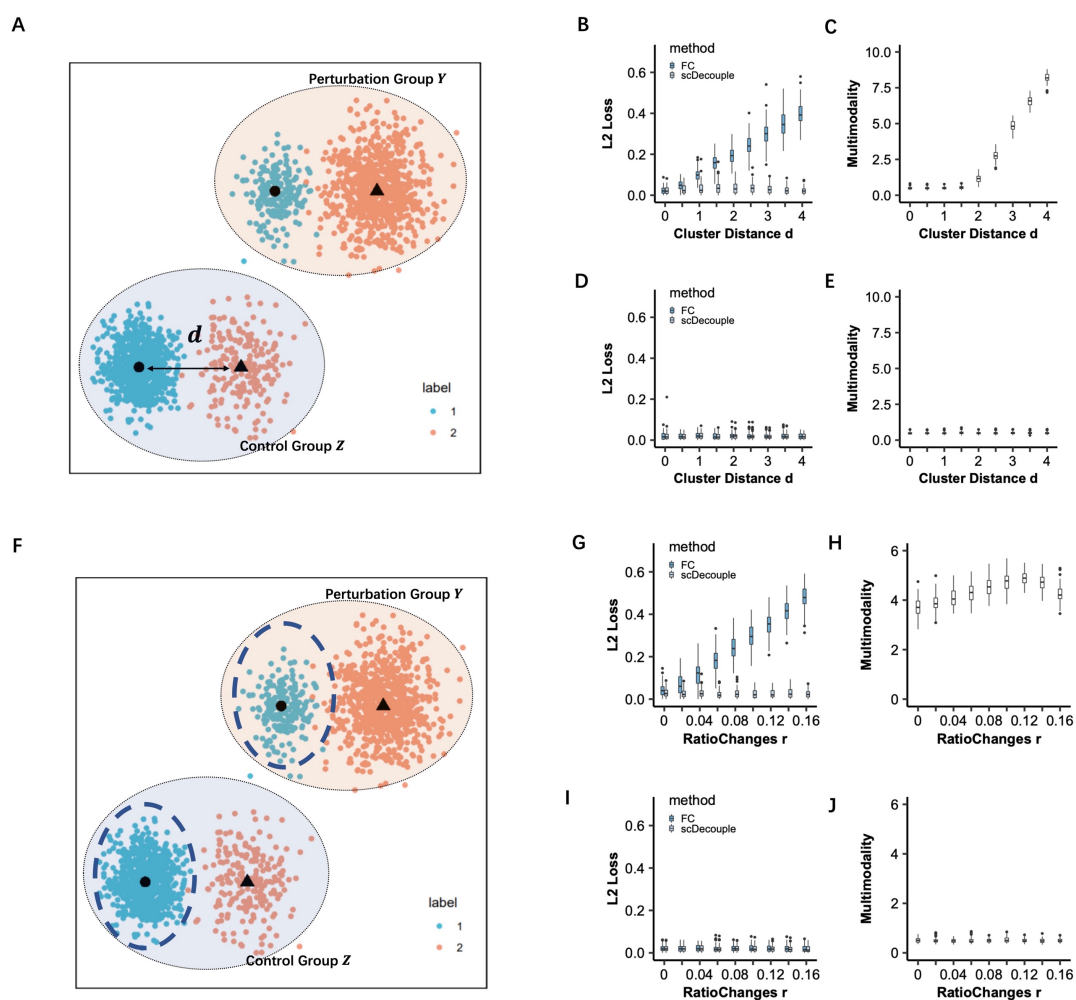 A
Perturbation Group Y
d
label
1
2
Control Group Z
B
method
FC
scDecouple
L2 Loss
0.6
0.4
0.2
0.0
0 1 2 3 4
Cluster Distance d
C
Multimodality
10.0
7.5
5.0
2.5
0.0
0 1 2 3 4
Cluster Distance d
D
method
FC
scDecouple
L2 Loss
0.6
0.4
0.2
0.0
0 1 2 3 4
Cluster Distance d
E
Multimodality
10.0
7.5
5.0
2.5
0.0
0 1 2 3 4
Cluster Distance d
F
Perturbation Group Y
label
1
2
Control Group Z
G
method
FC
scDecouple
L2 Loss
0.6
0.4
0.2
0.0
0 0.04 0.08 0.12 0.16
RatioChanges r
H
Multimodality
6
4
2
0
0 0.04 0.08 0.12 0.16
RatioChanges r
I
method
FC
scDecouple
L2 Loss
0.6
0.4
0.2
0.0
0 0.04 0.08 0.12 0.16
RatioChanges r
J
Multimodality
6
4
2
0
0 0.04 0.08 0.12 0.16
RatioChanges r